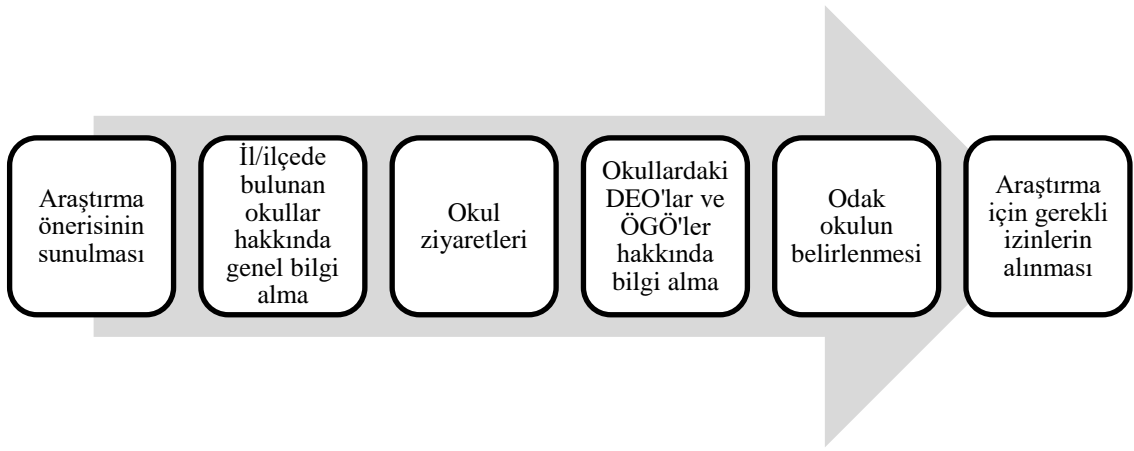 Araştırma
önerisinin
sunulması
İl/ilçede
bulunan
okullar
hakkında
genel bilgi
alma
Okul
ziyaretleri
Okullardaki
DEO'lar ve
ÖGÖ'ler
hakkında
bilgi alma
Odak
okulun
belirlenmesi
Araştırma
için gerekli
izinlerin
alınması